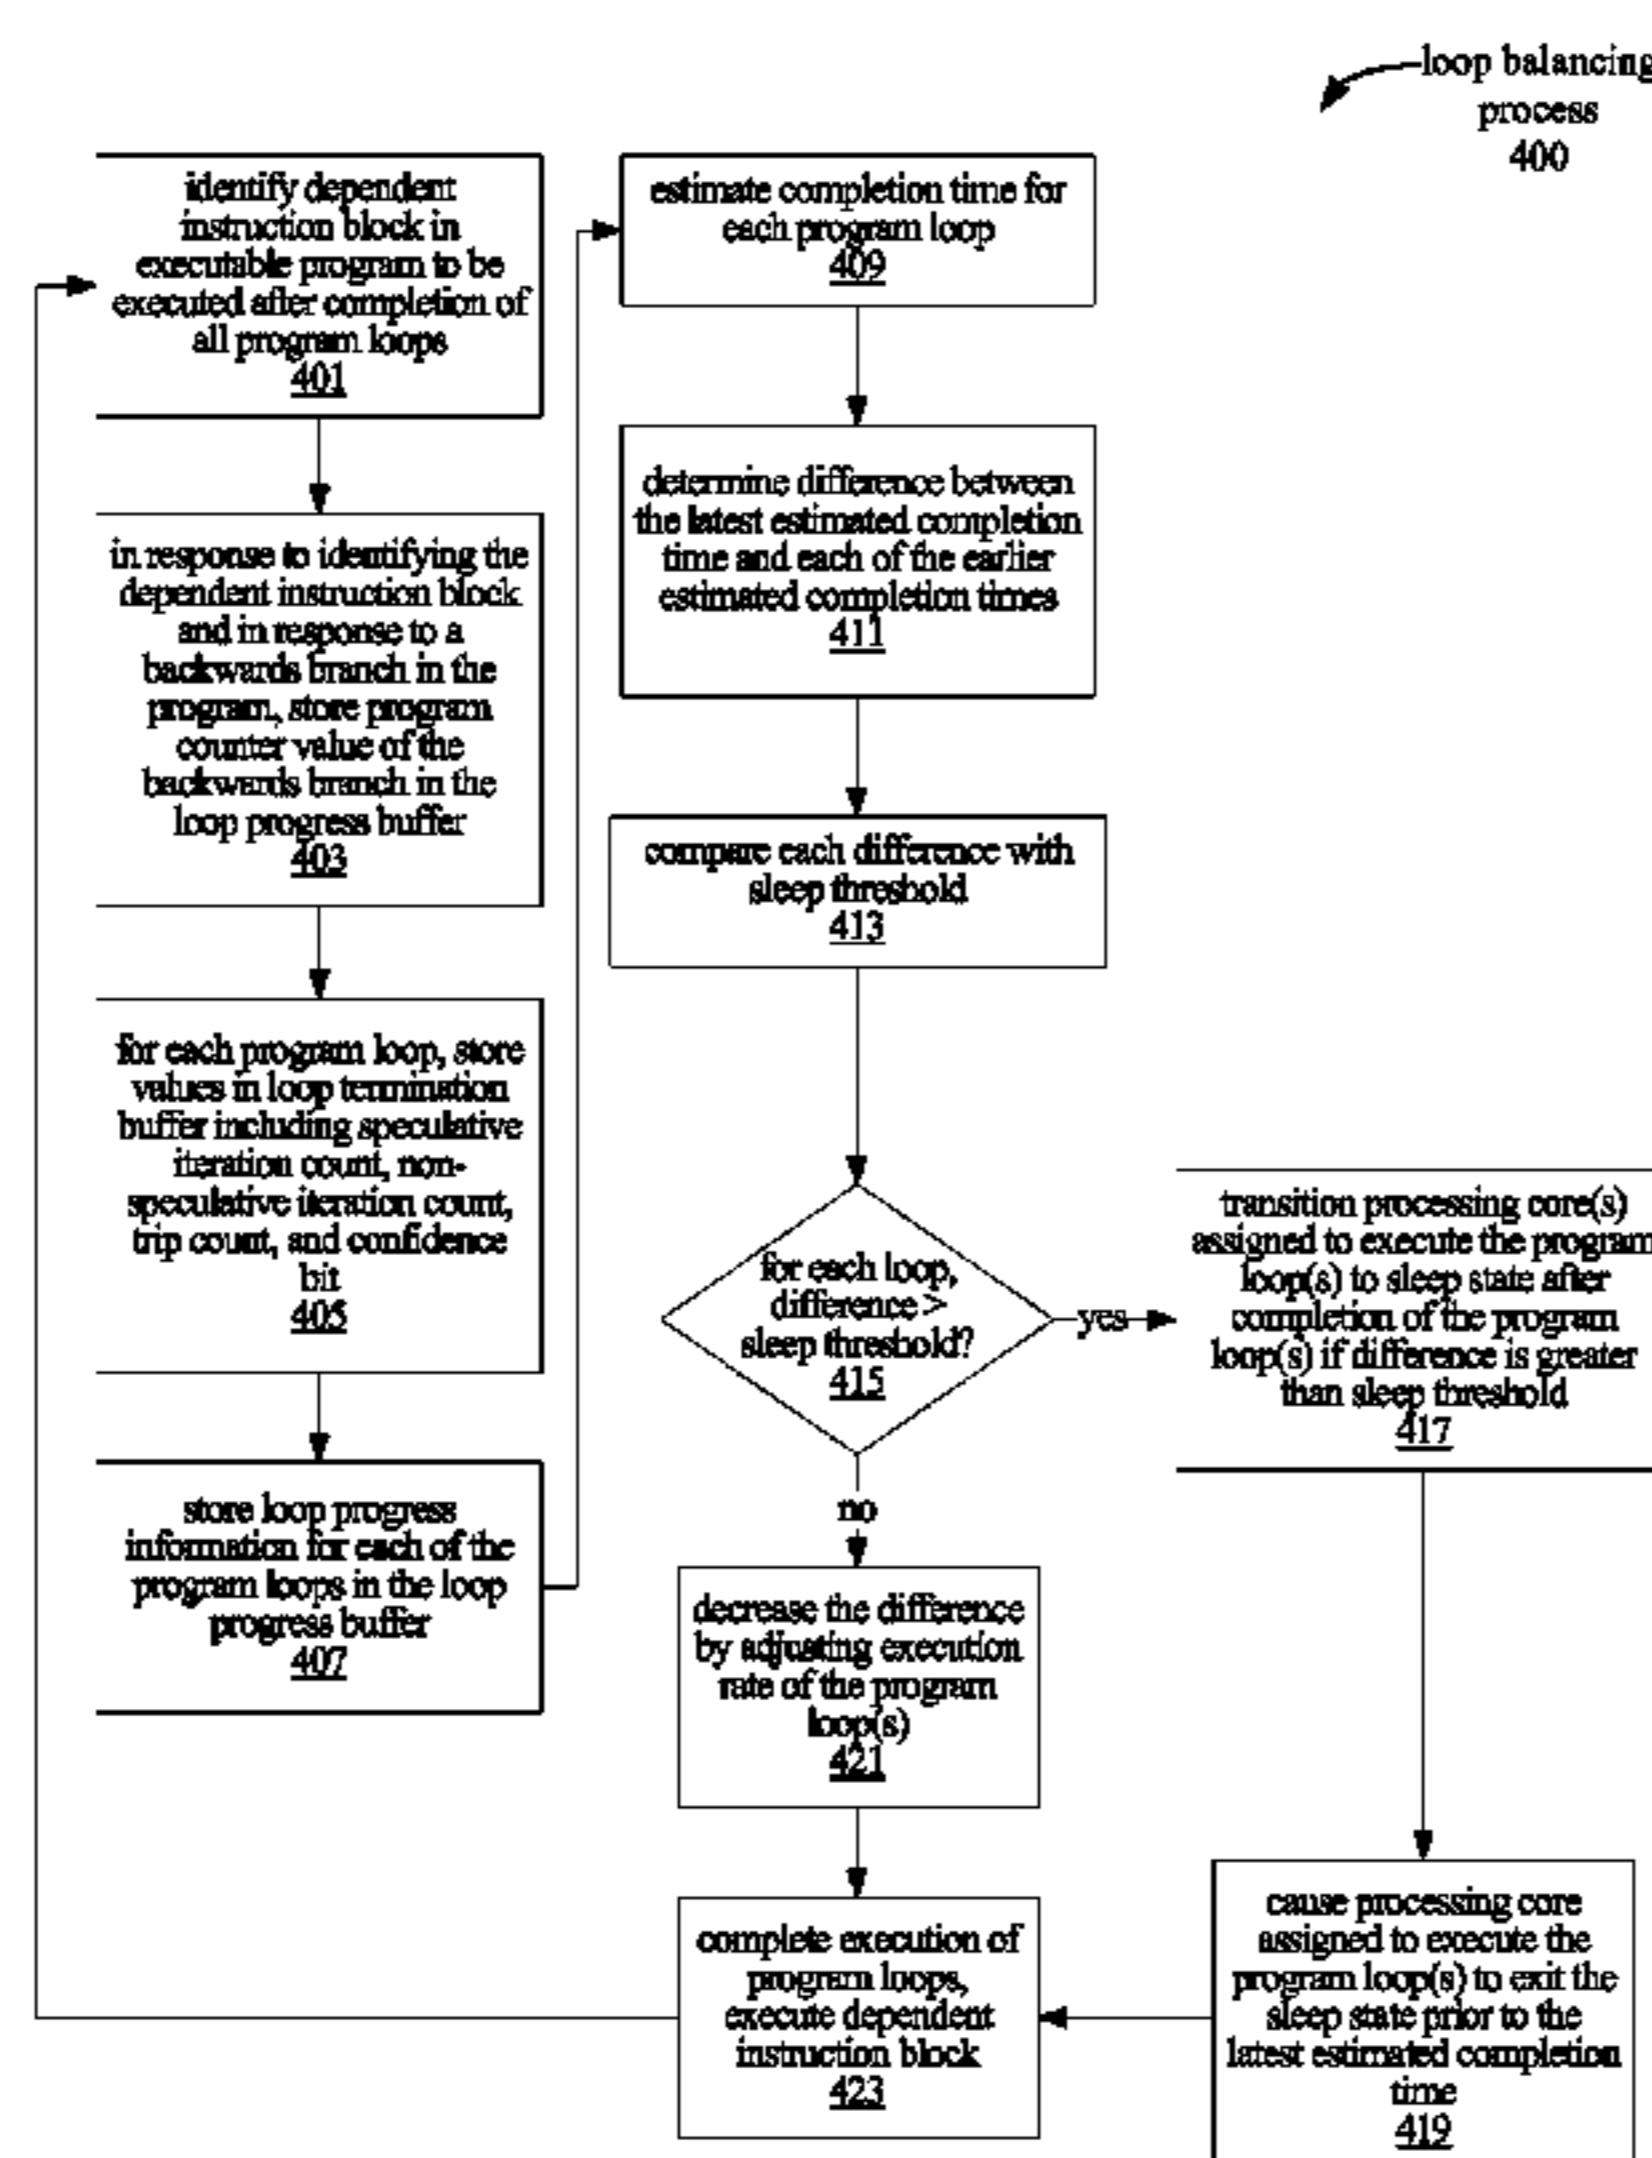 loop balancing
process
400
identify dependent
instruction block in
executable program to be
executed after completion of
all program loops
401
in response to identifying the
dependent instruction block
and in response to a
backwards branch in the
program, store program
counter value of the
backwards branch in the
loop progress buffer
403
for each program loop, store
values in loop termination
buffer including speculative
iteration count, non-
speculative iteration count,
trip count, and confidence
bit
405
store loop progress
information for each of the
program loops in the loop
progress buffer
407
estimate completion time for
each program loop
409
determine difference between
the latest estimated completion
time and each of the earlier
estimated completion times
411
compare each difference with
sleep threshold
413
for each loop,
difference >
sleep threshold?
415
yes
transition processing core(s)
assigned to execute the program
loop(s) to sleep state after
completion of the program
loop(s) if difference is greater
than sleep threshold
417
no
decrease the difference
by adjusting execution
rate of the program
loop(s)
421
cause processing core
assigned to execute the
program loop(s) to exit the
sleep state prior to the
latest estimated completion
time
419
complete execution of
program loops,
execute dependent
instruction block
423